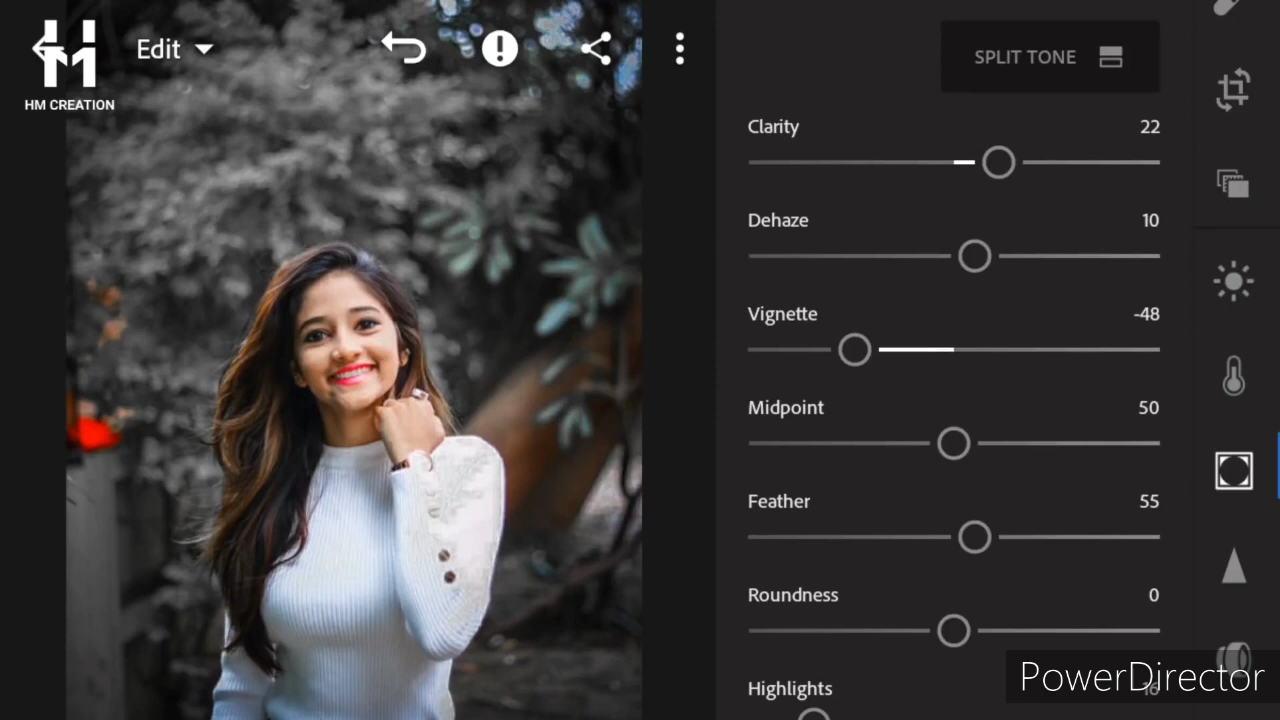 HM
HM CREATION
Edit
SPLIT TONE
Clarity 22
Dehaze 10
Vignette -48
Midpoint 50
Feather 55
Roundness 0
Highlights
PowerDirector